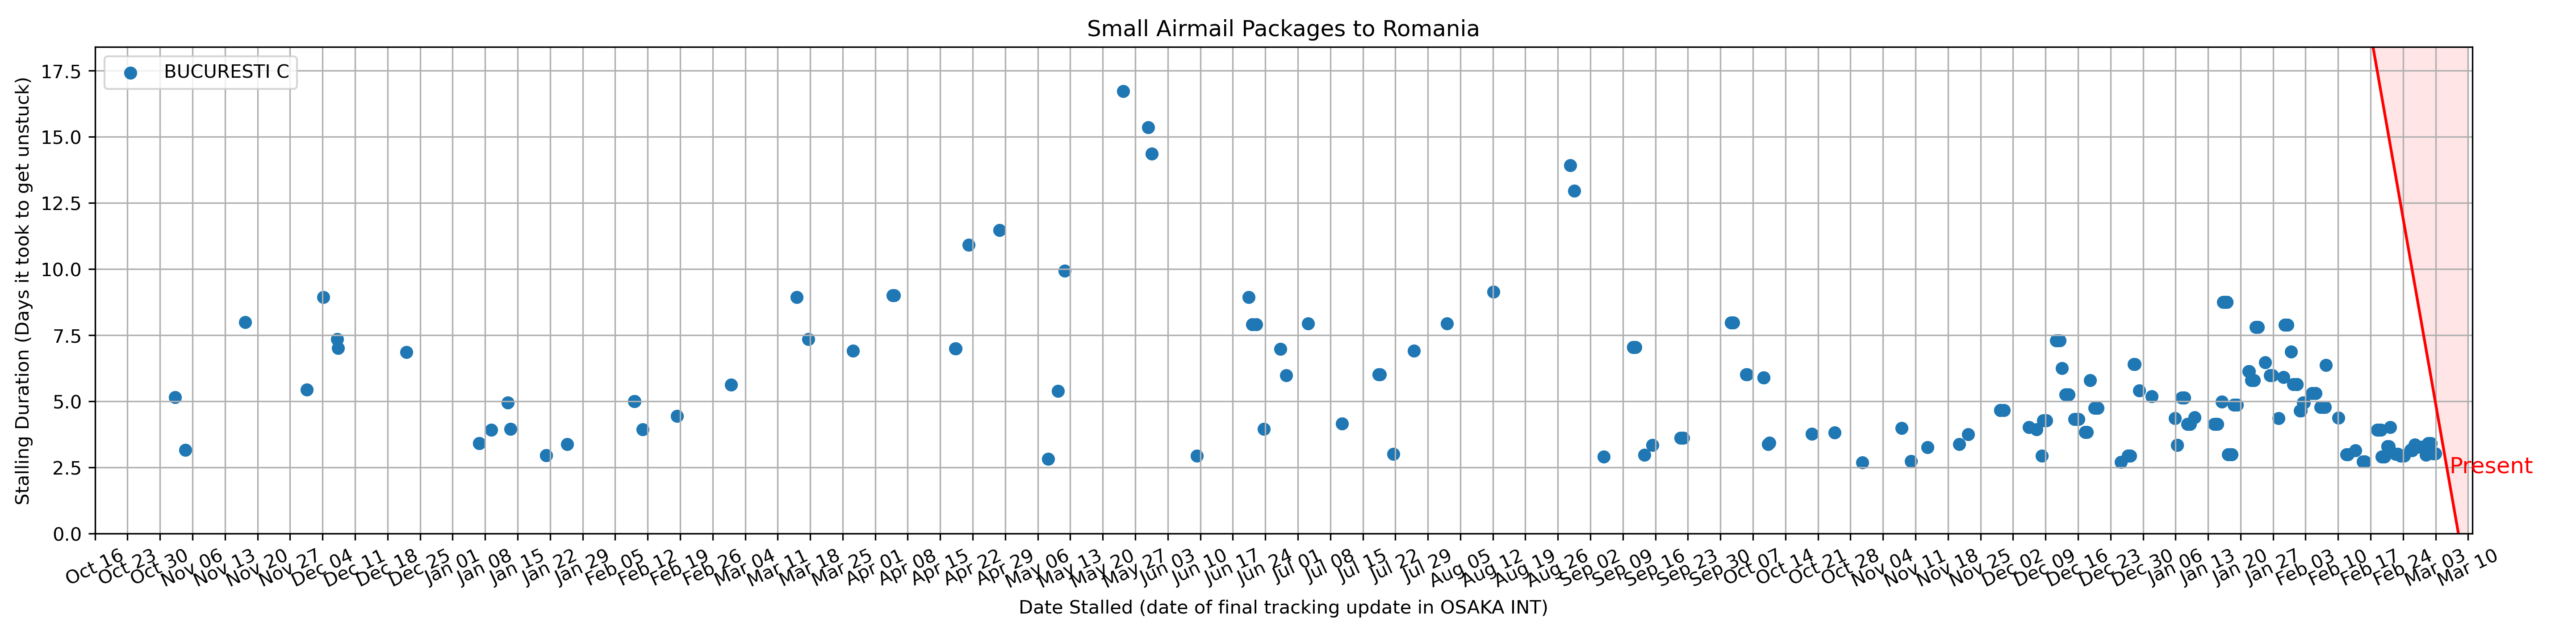 Small Airmail Packages to Romania
BUCURESTI C
Stalling Duration (Days it took to get unstuck)
17.5
15.0
12.5
10.0
7.5
5.0
2.5
0.0
Present
Oct 16
Oct 23
Oct 30
Nov 06
Nov 13
Nov 20
Nov 27
Dec 04
Dec 11
Dec 18
Dec 25
Jan 01
Jan 08
Jan 15
Jan 22
Jan 29
Feb 05
Feb 12
Feb 19
Feb 26
Mar 04
Mar 11
Mar 18
Mar 25
Apr 01
Apr 08
Apr 15
Apr 22
Apr 29
May 06
May 13
May 20
May 27
Jun 03
Jun 10
Jun 17
Jun 24
Jul 01
Jul 08
Jul 15
Jul 22
Jul 29
Aug 05
Aug 12
Aug 19
Aug 26
Sep 02
Sep 09
Sep 16
Sep 23
Sep 30
Oct 07
Oct 14
Oct 21
Oct 28
Nov 04
Nov 11
Nov 18
Nov 25
Dec 02
Dec 09
Dec 16
Dec 23
Dec 30
Jan 06
Jan 13
Jan 20
Jan 27
Feb 03
Feb 10
Feb 17
Feb 24
Mar 03
Mar 10
Date Stalled (date of final tracking update in OSAKA INT)